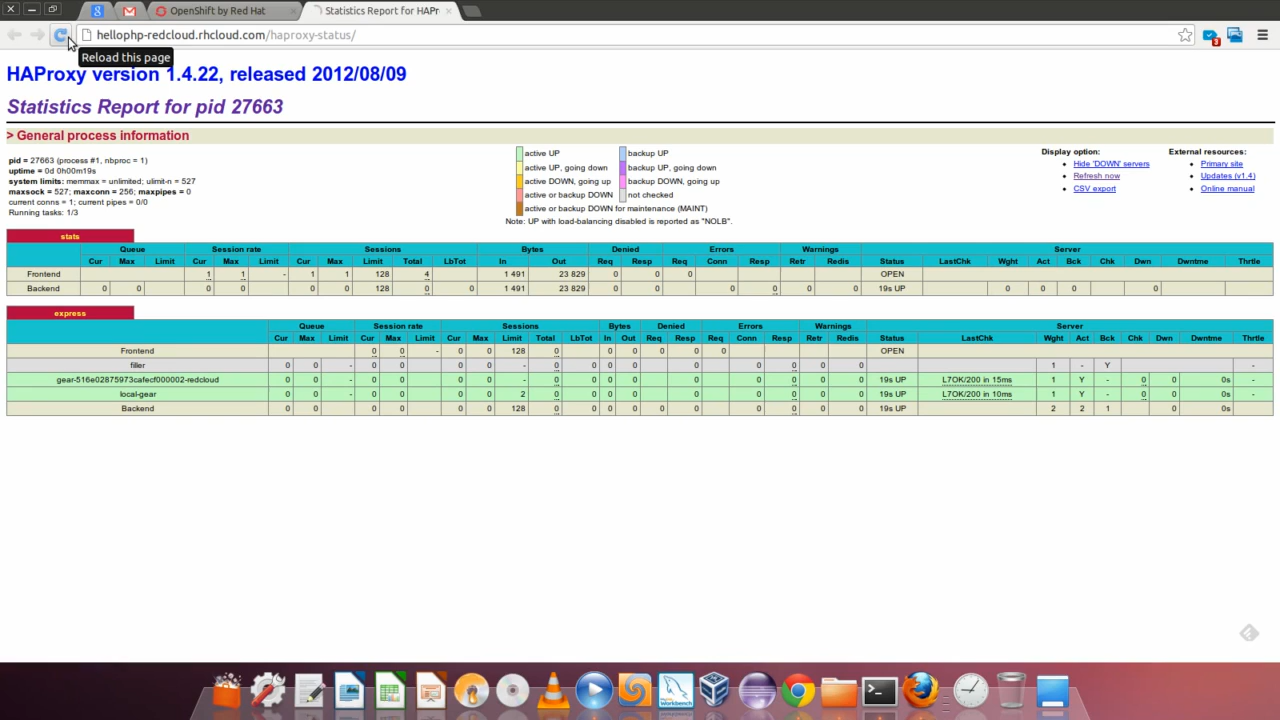 OpenShift by Red Hat
Statistics Report for HAPr
hellophp-redcloud.rhcloud.com/haproxy-status/
3
Reload this page
HAProxy version 1.4.22, released 2012/08/09
Statistics Report for pid 27663
> General process information
pid = 27663 (process #1, nbproc = 1)
uptime = 0d 0h00m19s
system limits: memmax = unlimited; ulimit-n = 527
maxsock = 527; maxconn = 256; maxpipes = 0
current conns = 1; current pipes = 0/0
Running tasks: 1/3
active UP backup UP
active UP, going down backup UP, going down
active DOWN, going up backup DOWN, going up
active or backup DOWN not checked
active or backup DOWN for maintenance (MAINT)
Note: UP with load-balancing disabled is reported as "NOLB".
Display option:
Hide 'DOWN' servers
Refresh now
CSV export
External resources:
Primary site
Updates (v1.4)
Online manual
stats
Queue Session rate Sessions Bytes Denied Errors Warnings Server
Cur Max Limit Cur Max Limit Cur Max Limit Total LbTot In Out Req Resp Req Conn Resp Retr Redis Status LastChk Wght Act Bck Chk Dwn Dwntme Thrtle
Frontend 1 1 - 1 1 128 4 1 491 23 829 0 0 0 OPEN
Backend 0 0 0 0 0 0 128 0 0 1 491 23 829 0 0 0 0 0 0 19s UP 0 0 0 0
express
Queue Session rate Sessions Bytes Denied Errors Warnings Server
Cur Max Limit Cur Max Limit Cur Max Limit Total LbTot In Out Req Resp Req Conn Resp Retr Redis Status LastChk Wght Act Bck Chk Dwn Dwntme Thrtle
Frontend 0 0 - 0 0 128 0 0 0 0 0 0 OPEN
filler 0 0 - 0 0 0 0 - 0 0 0 0 0 0 0 0 0 1 - Y -
gear-516e02875973cafecf000002-redcloud 0 0 - 0 0 0 0 - 0 0 0 0 0 0 0 0 0 19s UP L7OK/200 in 15ms 1 Y - 0 0 0s -
local-gear 0 0 - 0 0 0 0 2 0 0 0 0 0 0 0 0 0 19s UP L7OK/200 in 10ms 1 Y - 0 0 0s -
Backend 0 0 0 0 0 0 128 0 0 0 0 0 0 0 0 0 0 19s UP 2 2 1 0 0s
Workbench